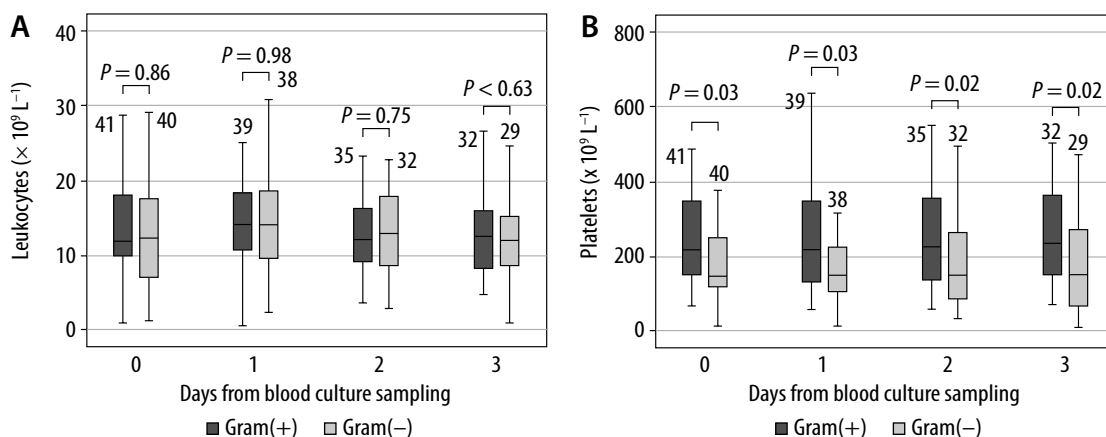 A
Leukocytes (× 10⁹ L⁻¹)
40
30
20
10
0
P = 0.86
41
40
P = 0.98
39
38
P = 0.75
35
32
P < 0.63
32
29
0 1 2 3
Days from blood culture sampling
Gram(+) Gram(−)
B
Platelets (x 10⁹ L⁻¹)
800
600
400
200
0
P = 0.03
41
40
P = 0.03
39
38
P = 0.02
35
32
P = 0.02
32
29
0 1 2 3
Days from blood culture sampling
Gram(+) Gram(−)